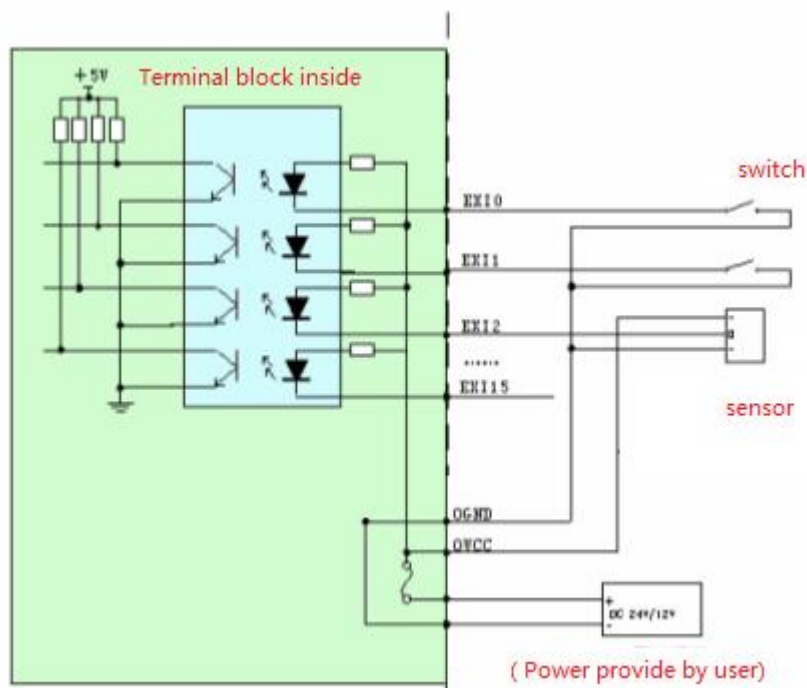 +5V
Terminal block inside
switch
EXI0
EXI1
EXI2
......
EXI15
sensor
OGND
OVCC
+
DC 24V/12V
-
( Power provide by user)